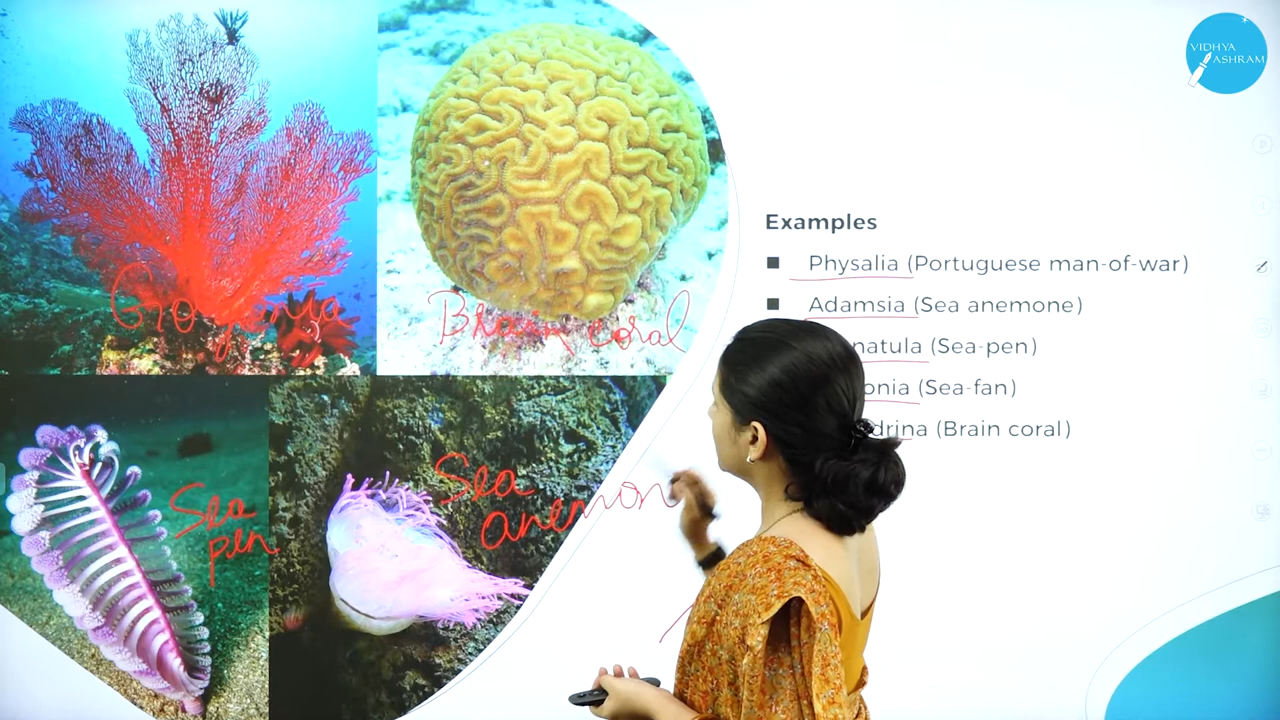 VIDHYA
ASHRAM
Gorgonia
Brain coral
Sea
pen
Sea
anemon
Examples
Physalia (Portuguese man-of-war)
Adamsia (Sea anemone)
natula (Sea-pen)
onia (Sea-fan)
drina (Brain coral)